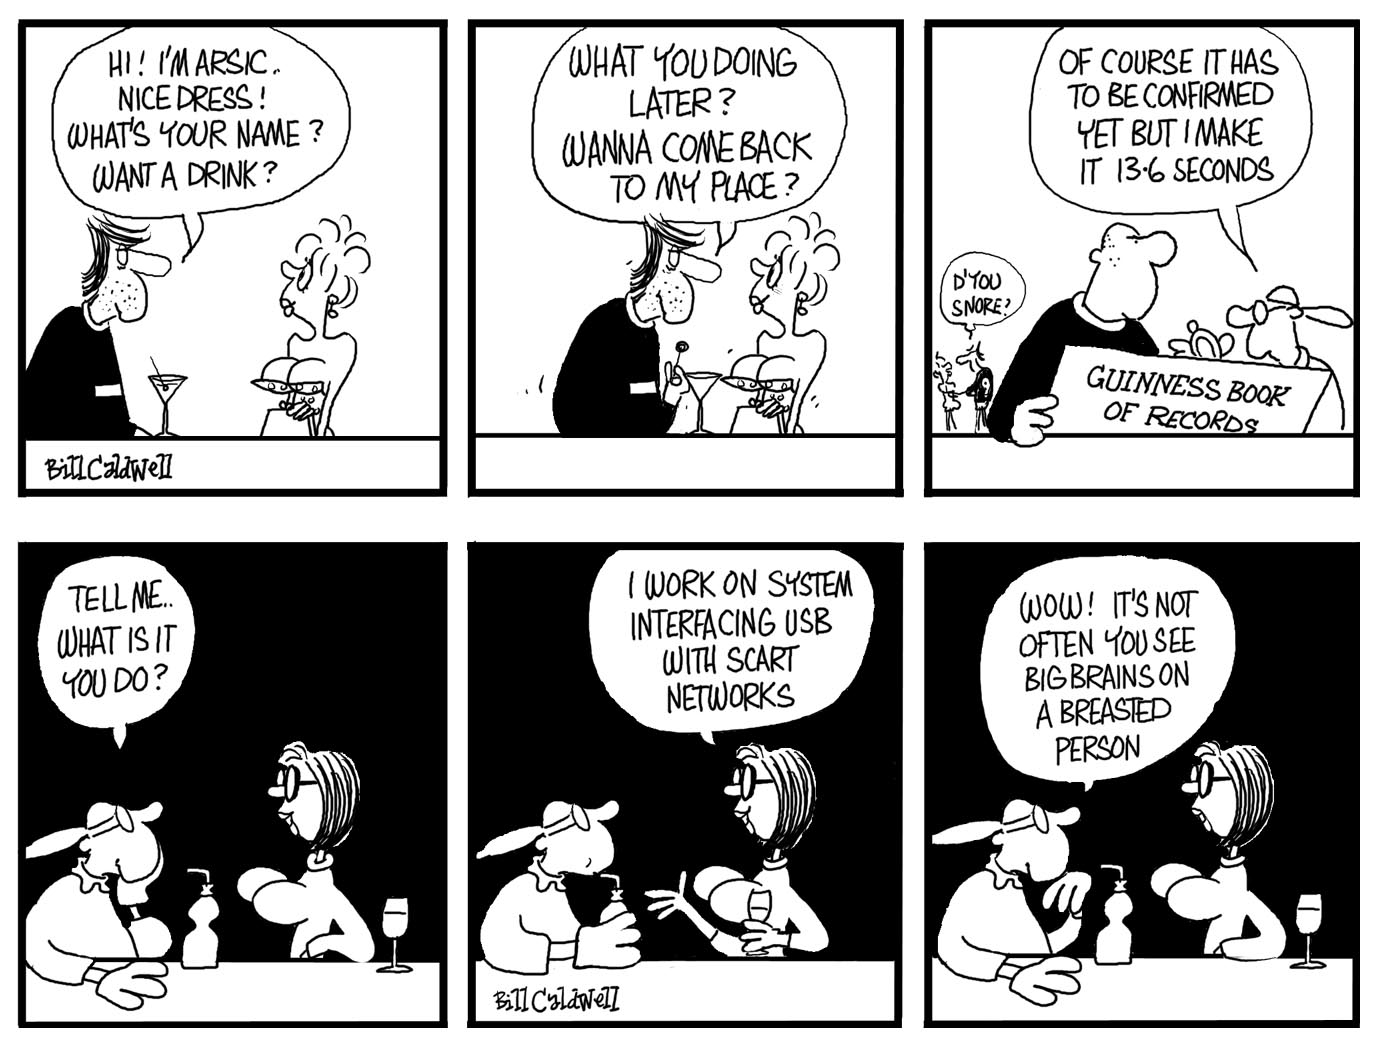 HI! I'M ARSIC..
NICE DRESS!
WHAT'S YOUR NAME?
WANT A DRINK?
Bill Caldwell
WHAT YOU DOING
LATER?
WANNA COME BACK
TO MY PLACE?
OF COURSE IT HAS
TO BE CONFIRMED
YET BUT I MAKE
IT 13·6 SECONDS
D'YOU
SNORE?
GUINNESS BOOK
OF RECORDS
TELL ME..
WHAT IS IT
YOU DO?
I WORK ON SYSTEM
INTERFACING USB
WITH SCART
NETWORKS
Bill Caldwell
WOW! IT'S NOT
OFTEN YOU SEE
BIG BRAINS ON
A BREASTED
PERSON